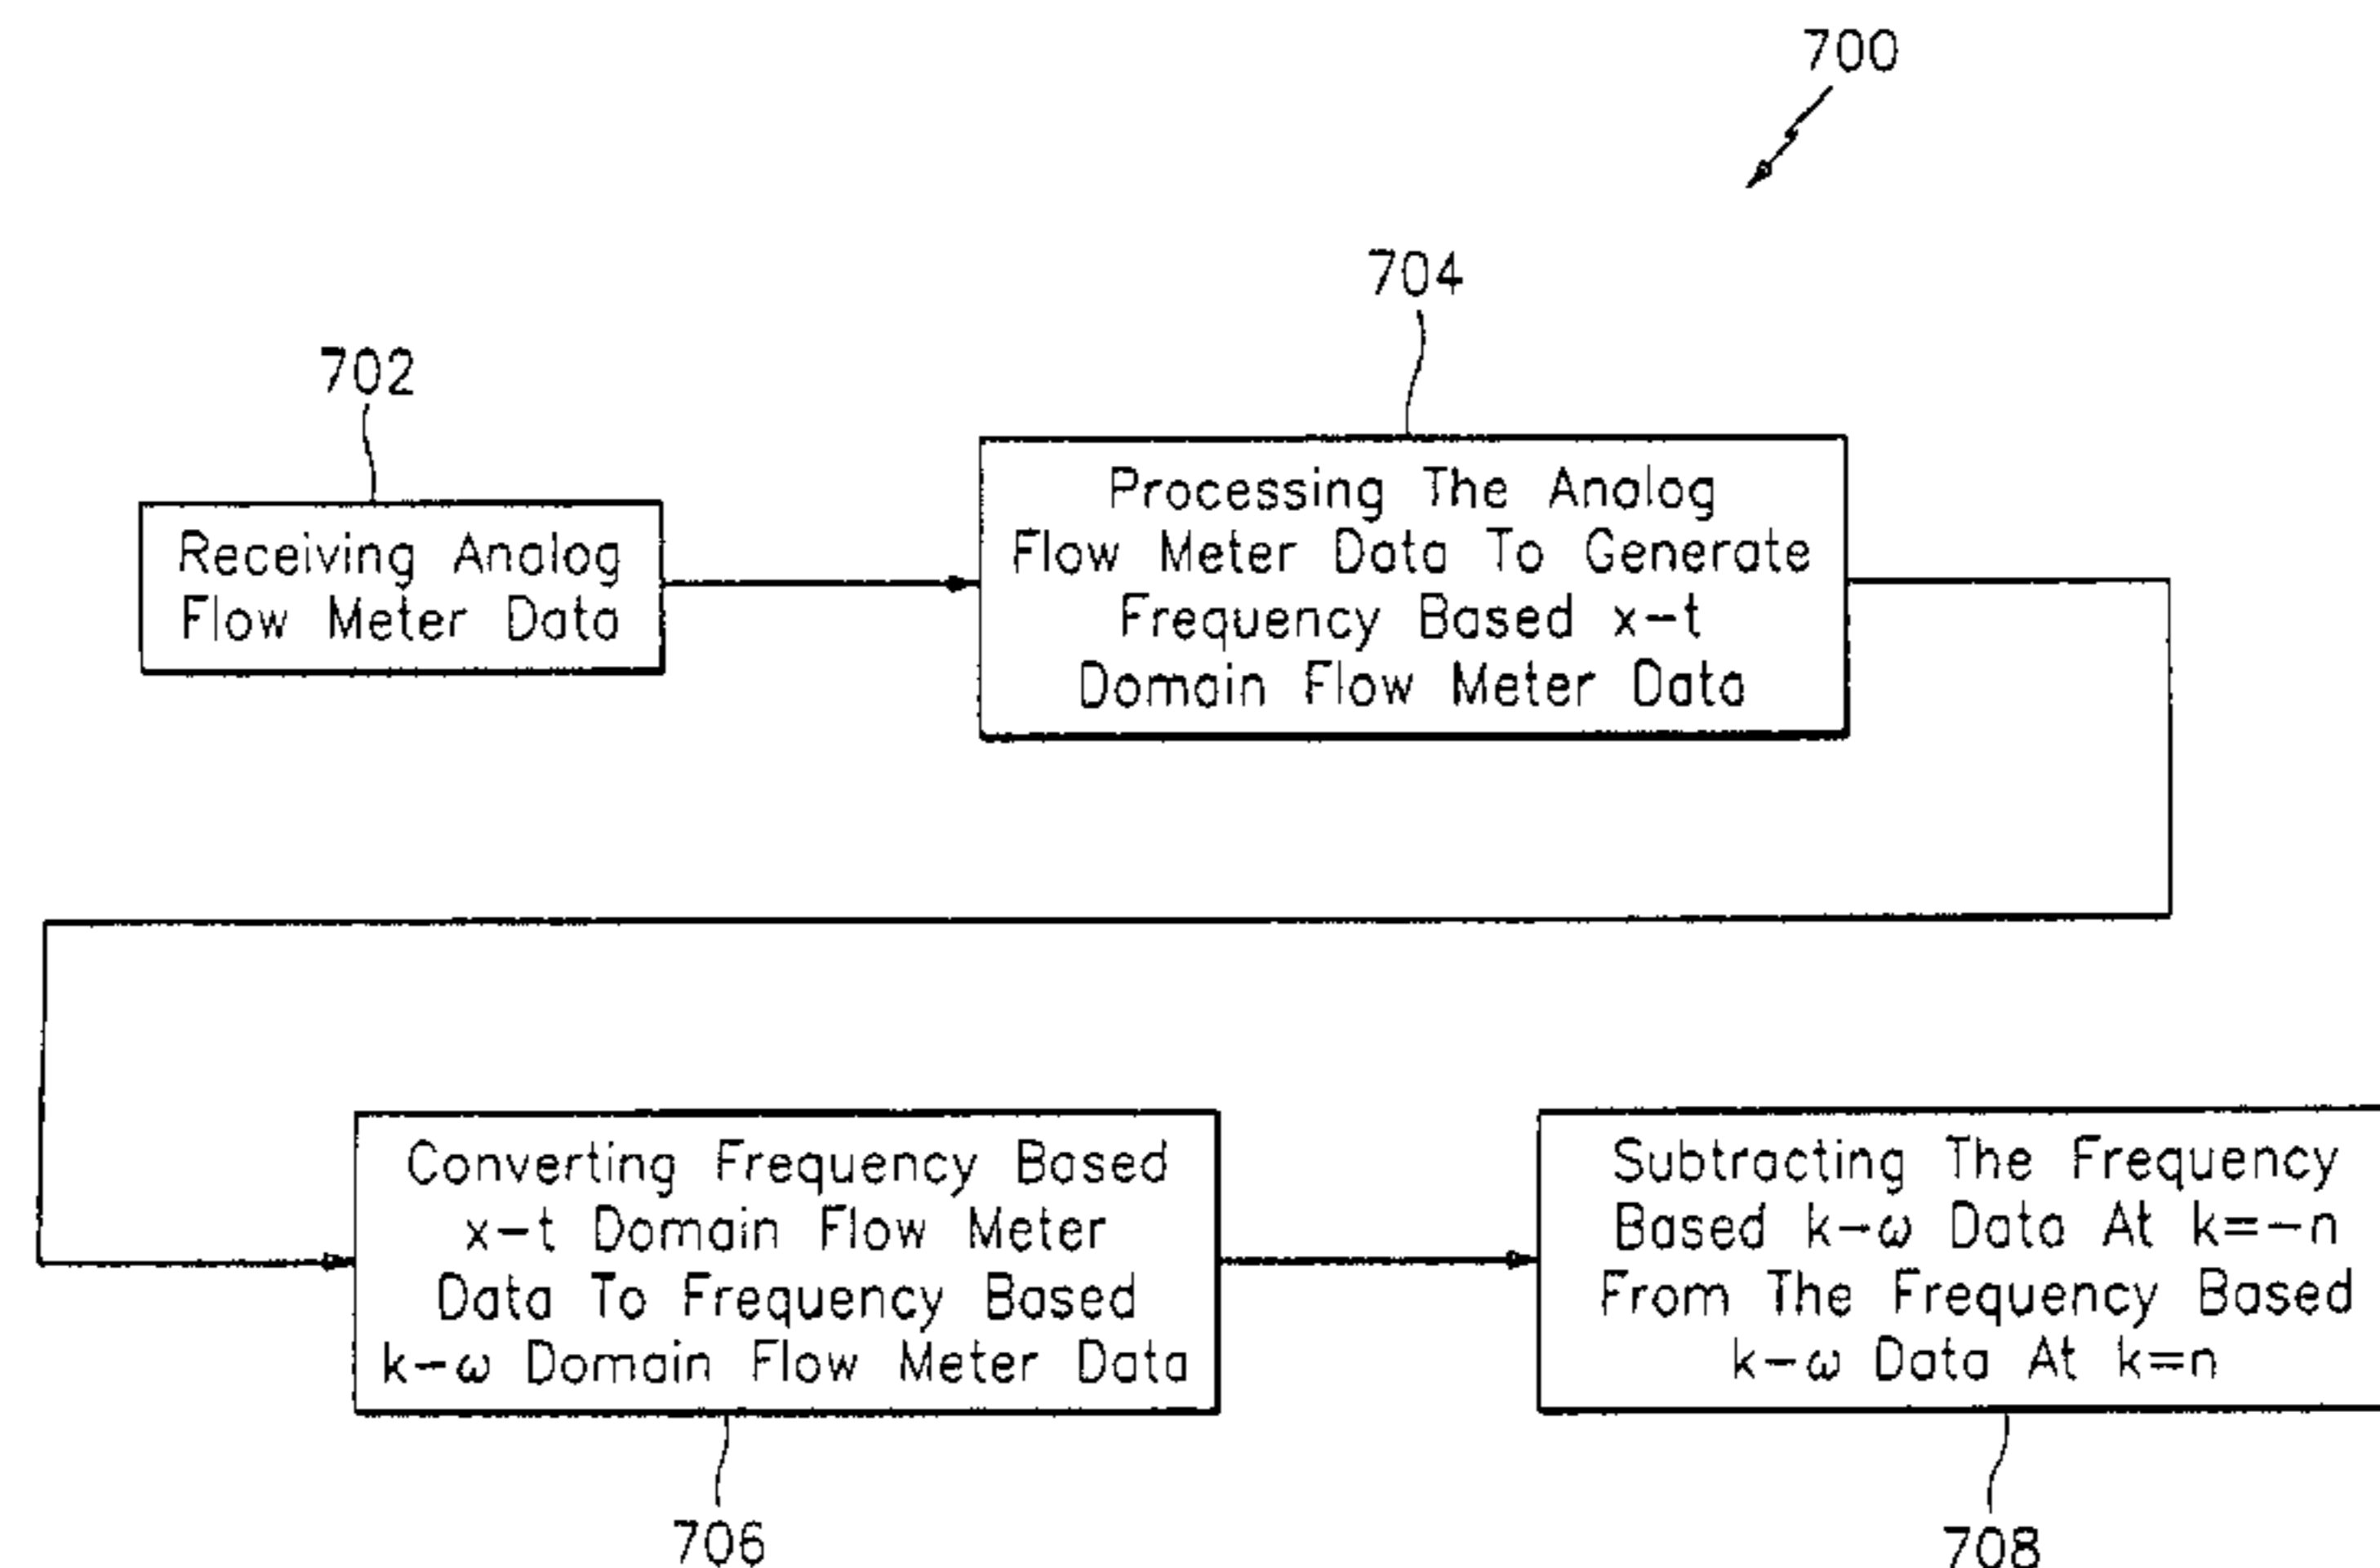 700
704
702
Processing The Analog
Flow Meter Data To Generate
Frequency Based x-t
Domain Flow Meter Data
Receiving Analog
Flow Meter Data
Converting Frequency Based
x-t Domain Flow Meter
Data To Frequency Based
k-ω Domain Flow Meter Data
Subtracting The Frequency
Based k-ω Data At k=-n
From The Frequency Based
k-ω Data At k=n
706
708